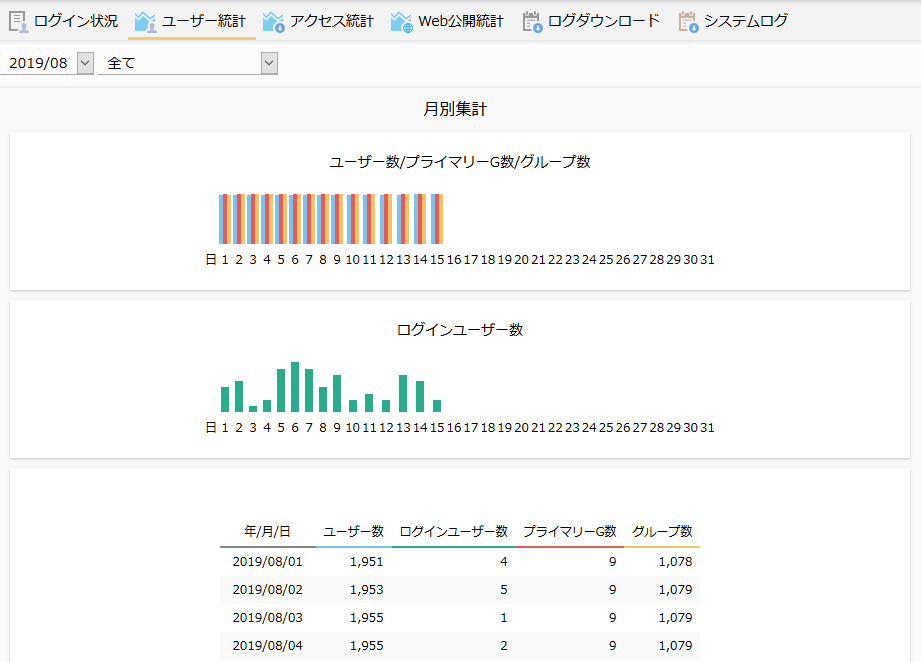 ログイン状況 ユーザー統計 アクセス統計 Web公開統計 ログダウンロード システムログ
2019/08 全て
月別集計
ユーザー数/プライマリーG数/グループ数
日 1 2 3 4 5 6 7 8 9 10 11 12 13 14 15 16 17 18 19 20 21 22 23 24 25 26 27 28 29 30 31
ログインユーザー数
日 1 2 3 4 5 6 7 8 9 10 11 12 13 14 15 16 17 18 19 20 21 22 23 24 25 26 27 28 29 30 31
年/月/日 ユーザー数 ログインユーザー数 プライマリーG数 グループ数
2019/08/01 1,951 4 9 1,078
2019/08/02 1,953 5 9 1,079
2019/08/03 1,955 1 9 1,079
2019/08/04 1,955 2 9 1,079